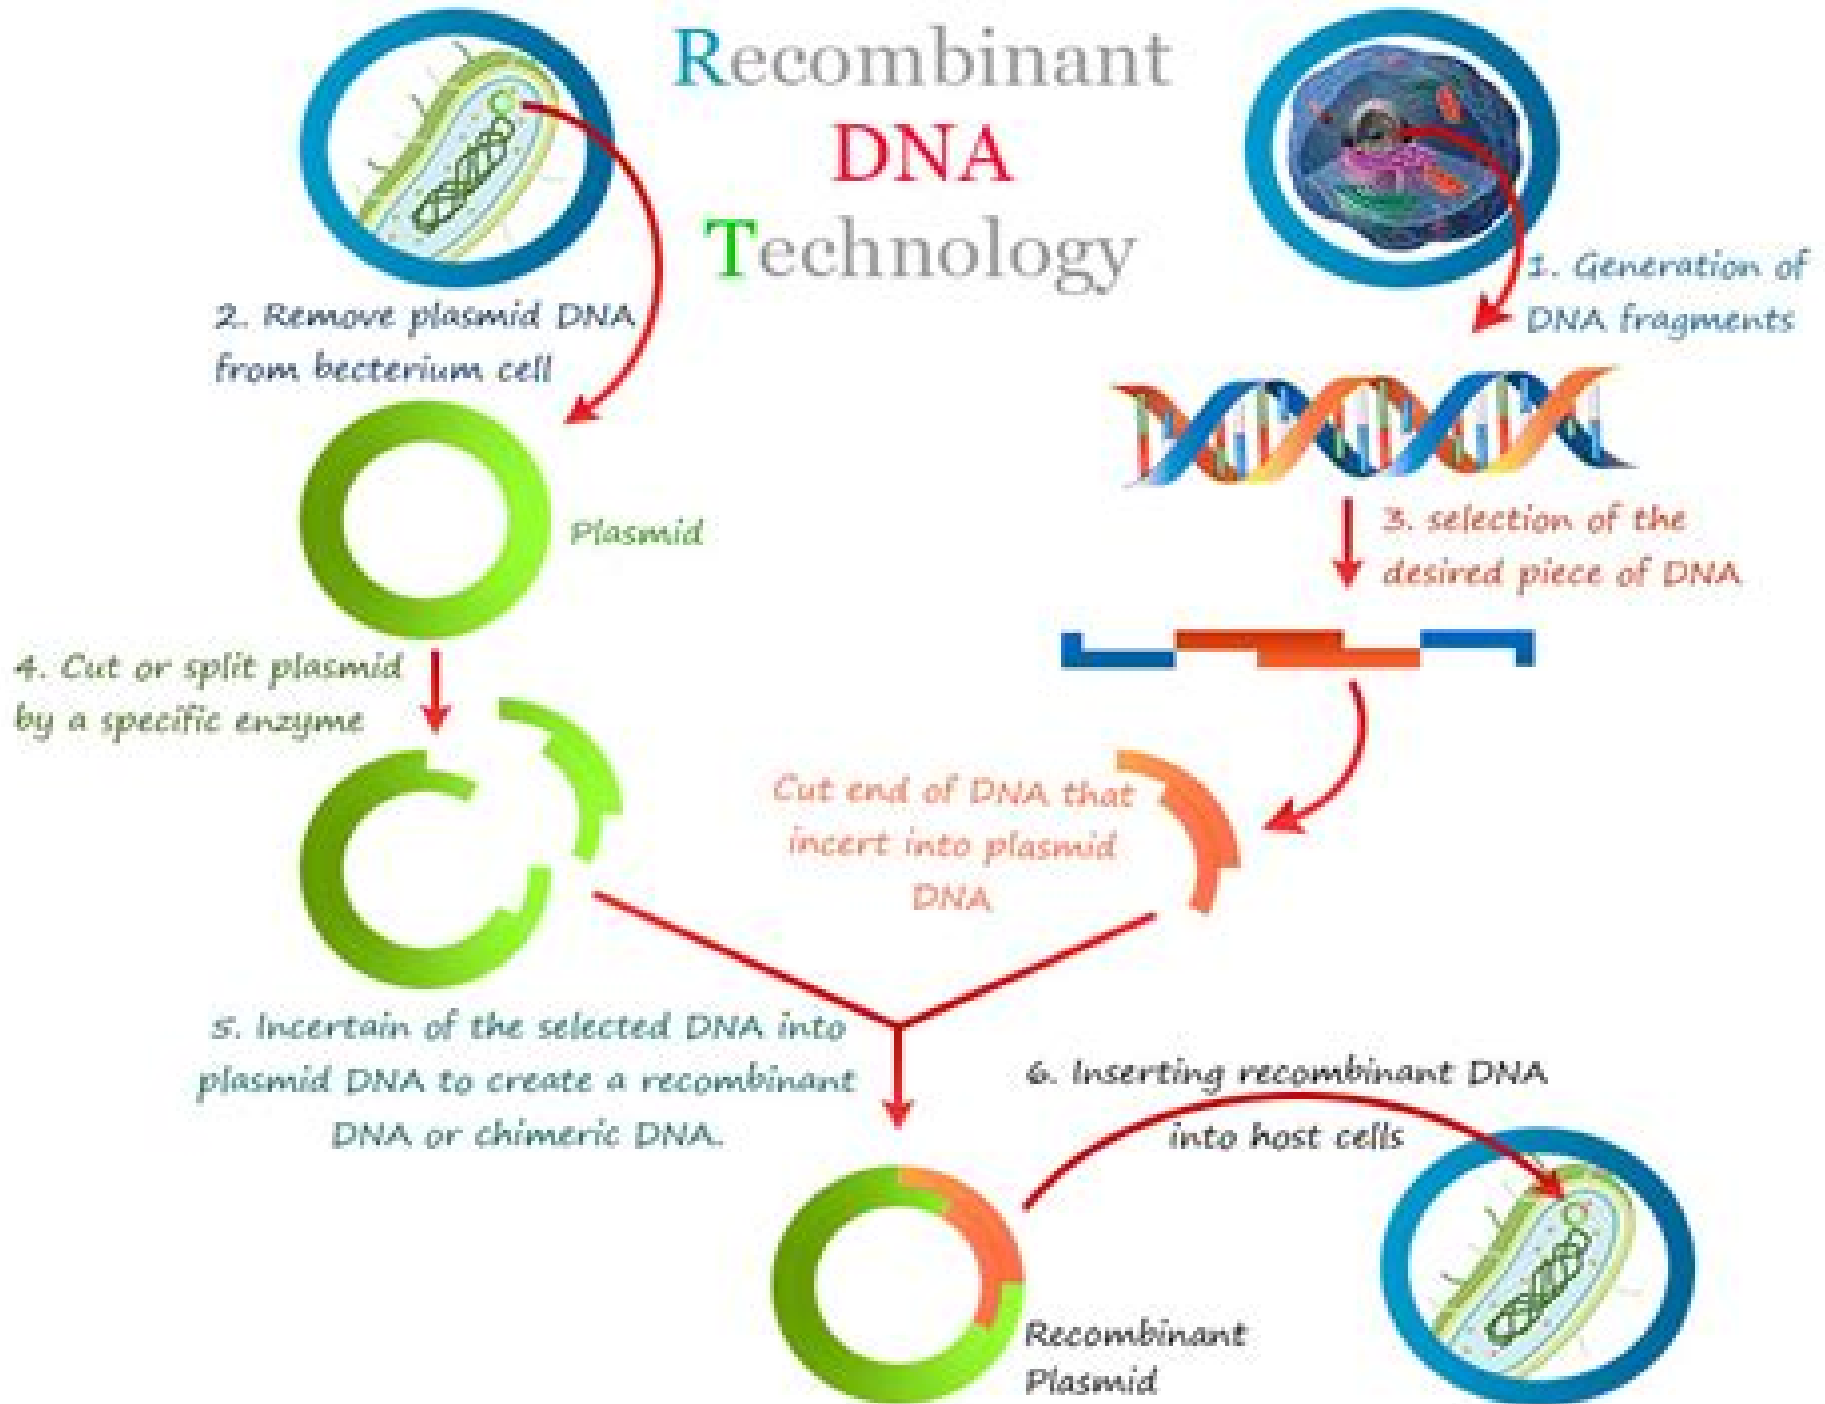 Recombinant
DNA
Technology
1. Generation of
DNA fragments
2. Remove plasmid DNA
from becterium cell
Plasmid
3. selection of the
desired piece of DNA
4. Cut or split plasmid
by a specific enzyme
Cut end of DNA that
incert into plasmid
DNA
5. Incertain of the selected DNA into
plasmid DNA to create a recombinant
DNA or chimeric DNA.
6. Inserting recombinant DNA
into host cells
Recombinant
Plasmid